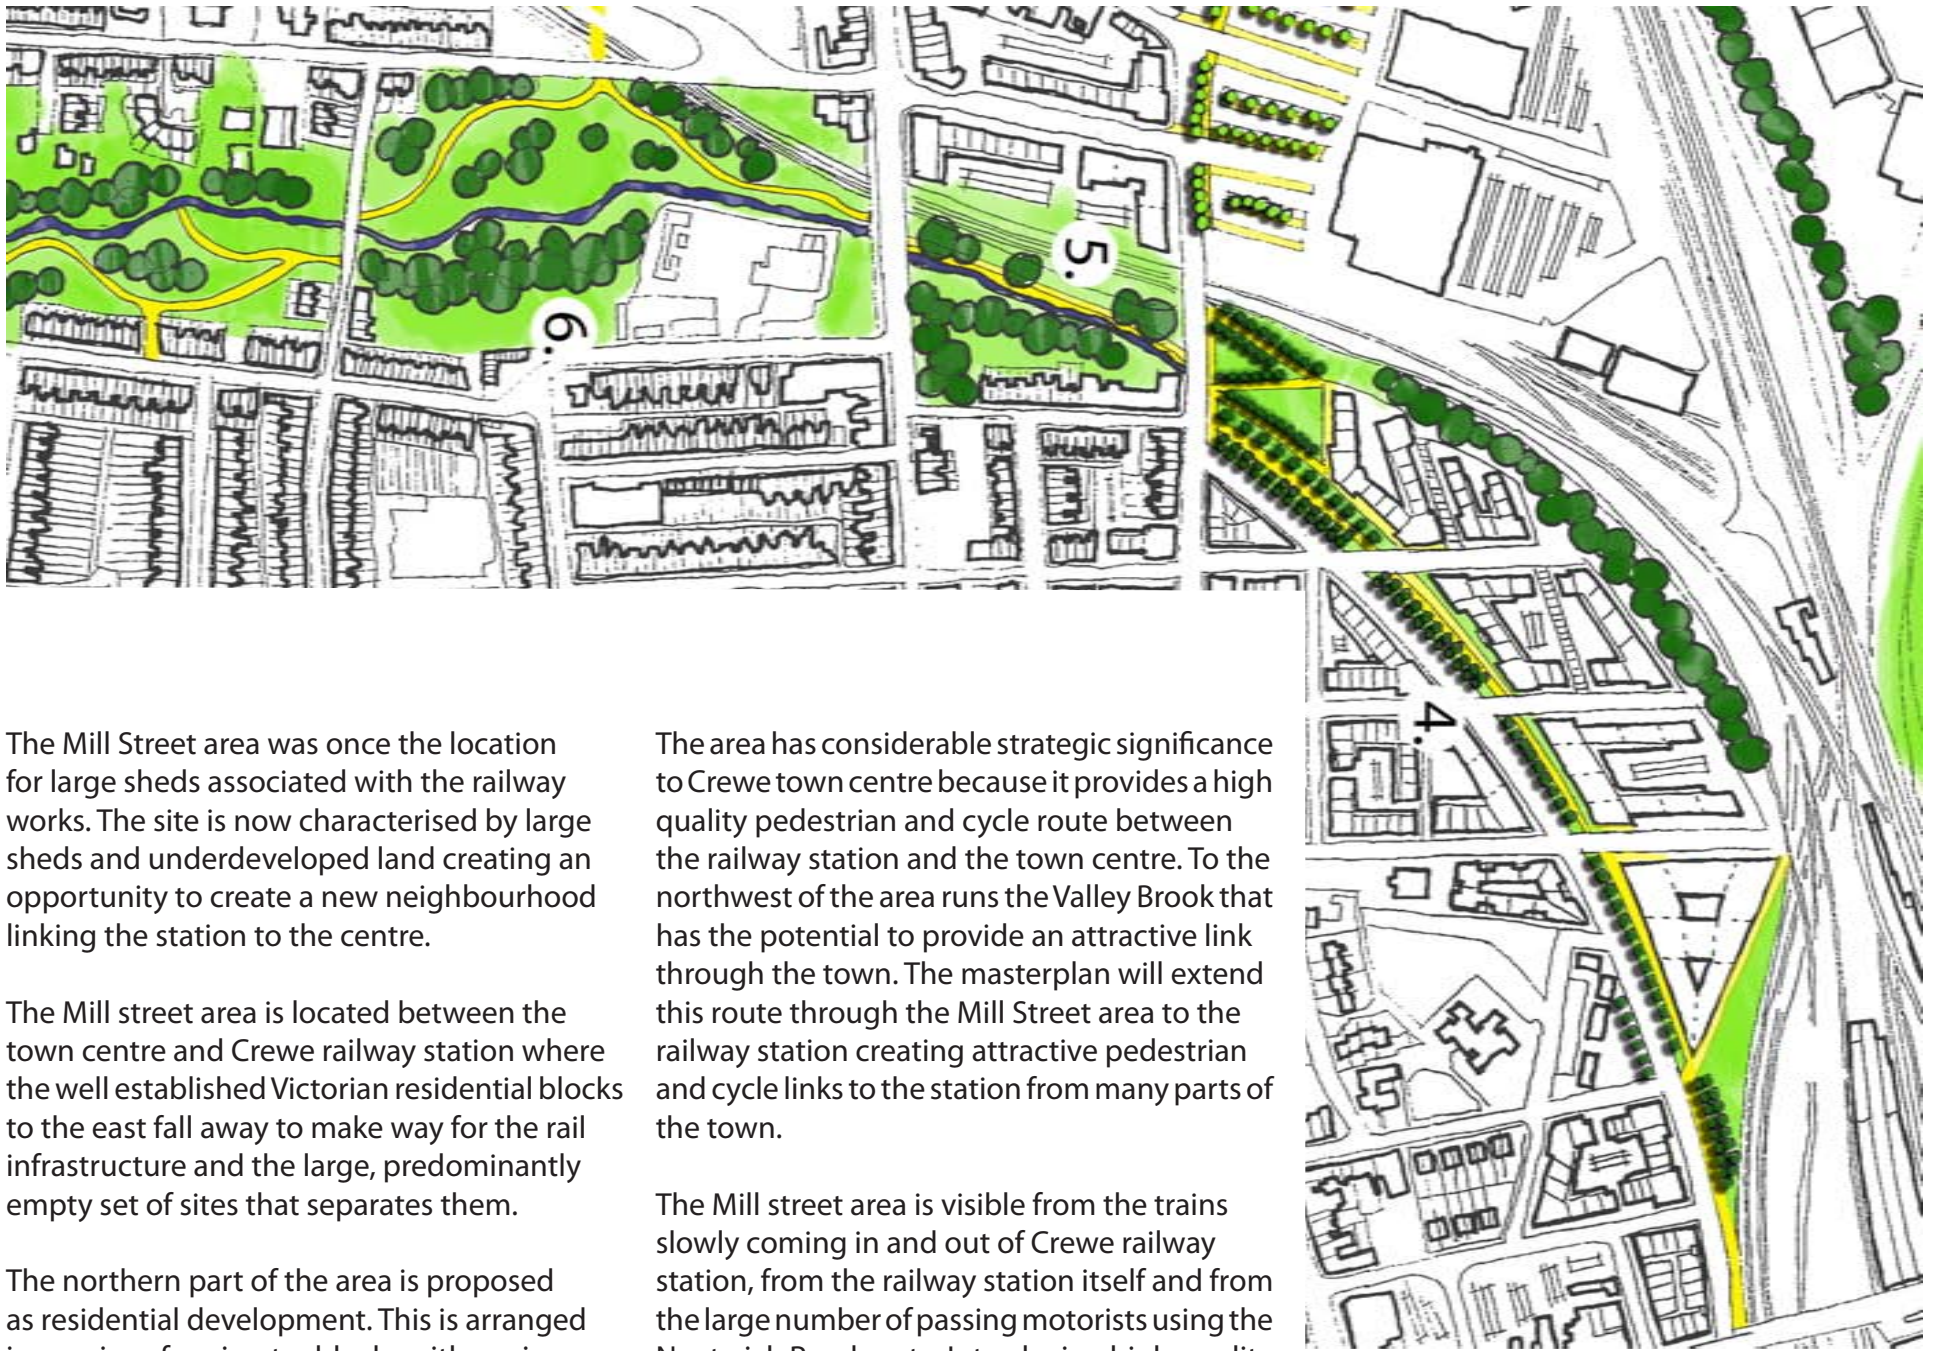 5.
6.
4.
The Mill Street area was once the location
for large sheds associated with the railway
works. The site is now characterised by large
sheds and underdeveloped land creating an
opportunity to create a new neighbourhood
linking the station to the centre.
The Mill street area is located between the
town centre and Crewe railway station where
the well established Victorian residential blocks
to the east fall away to make way for the rail
infrastructure and the large, predominantly
empty set of sites that separates them.
The northern part of the area is proposed
as residential development. This is arranged
The area has considerable strategic significance
to Crewe town centre because it provides a high
quality pedestrian and cycle route between
the railway station and the town centre. To the
northwest of the area runs the Valley Brook that
has the potential to provide an attractive link
through the town. The masterplan will extend
this route through the Mill Street area to the
railway station creating attractive pedestrian
and cycle links to the station from many parts of
the town.
The Mill street area is visible from the trains
slowly coming in and out of Crewe railway
station, from the railway station itself and from
the large number of passing motorists using the